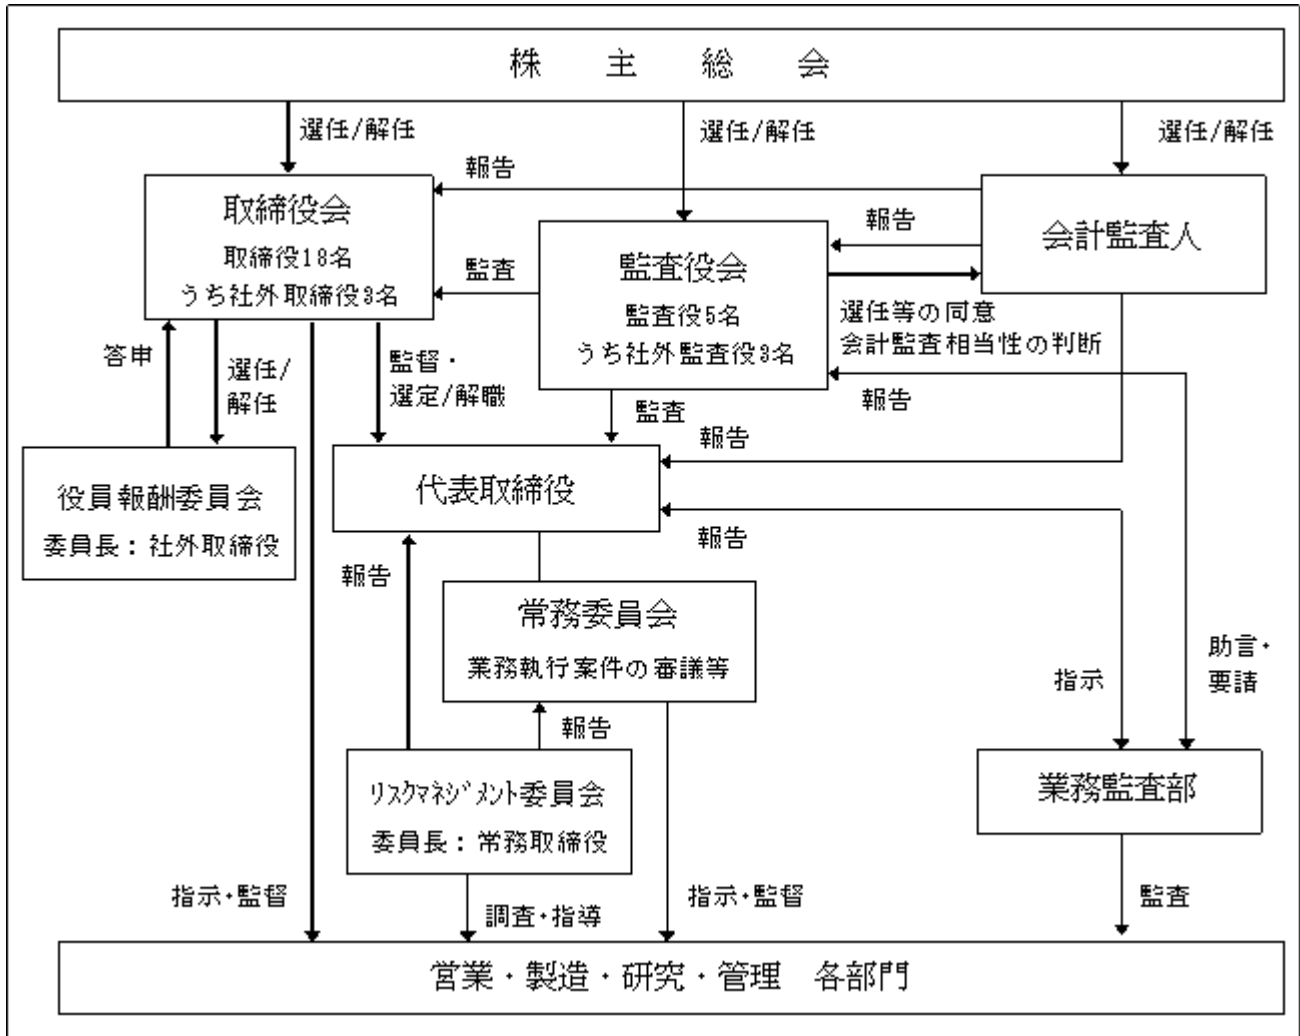 株 主 総 会
選任/解任
選任/解任
選任/解任
報告
取締役会
取締役18名
うち社外取締役3名
監査役会
監査役5名
うち社外監査役3名
会計監査人
報告
監査
選任等の同意
会計監査相当性の判断
答申
選任/
解任
監督・
選定/解職
監査
報告
報告
役員報酬委員会
委員長：社外取締役
代表取締役
報告
報告
常務委員会
業務執行案件の審議等
助言・
要請
指示
報告
リスクマネジメント委員会
委員長：常務取締役
業務監査部
指示・監督
調査・指導
指示・監督
監査
営業・製造・研究・管理 各部門